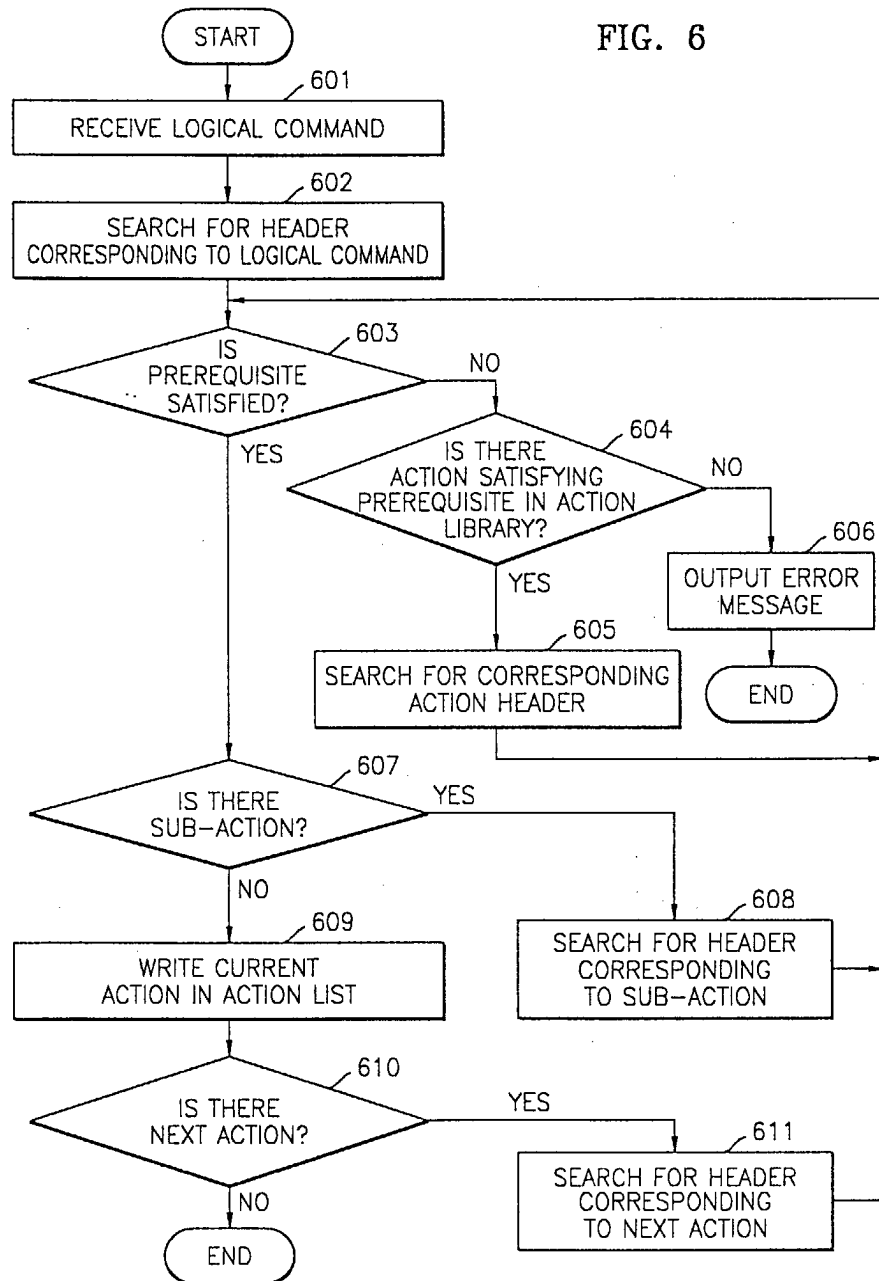 FIG. 6
START
601
RECEIVE LOGICAL COMMAND
602
SEARCH FOR HEADER
CORRESPONDING TO LOGICAL COMMAND
603
IS
PREREQUISITE
SATISFIED?
NO
YES
604
IS THERE
ACTION SATISFYING
PREREQUISITE IN ACTION
LIBRARY?
NO
YES
606
OUTPUT ERROR
MESSAGE
END
605
SEARCH FOR CORRESPONDING
ACTION HEADER
607
IS THERE
SUB-ACTION?
YES
NO
608
SEARCH FOR HEADER
CORRESPONDING
TO SUB-ACTION
609
WRITE CURRENT
ACTION IN ACTION LIST
610
IS THERE
NEXT ACTION?
YES
NO
611
SEARCH FOR HEADER
CORRESPONDING
TO NEXT ACTION
END